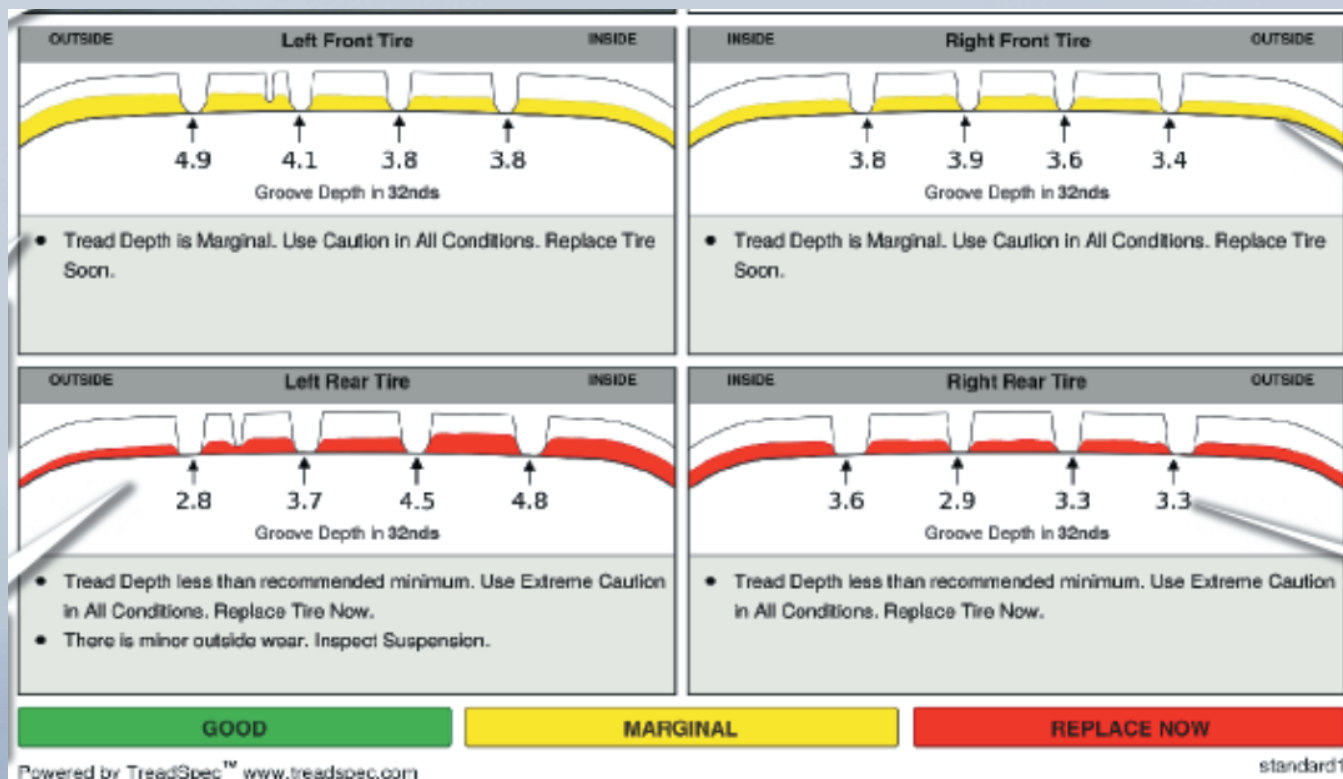 OUTSIDE Left Front Tire INSIDE
4.9 4.1 3.8 3.8
Groove Depth in 32nds
• Tread Depth is Marginal. Use Caution in All Conditions. Replace Tire
Soon.
INSIDE Right Front Tire OUTSIDE
3.8 3.9 3.6 3.4
Groove Depth in 32nds
• Tread Depth is Marginal. Use Caution in All Conditions. Replace Tire
Soon.
OUTSIDE Left Rear Tire INSIDE
2.8 3.7 4.5 4.8
Groove Depth in 32nds
• Tread Depth less than recommended minimum. Use Extreme Caution
in All Conditions. Replace Tire Now.
• There is minor outside wear. Inspect Suspension.
INSIDE Right Rear Tire OUTSIDE
3.6 2.9 3.3 3.3
Groove Depth in 32nds
• Tread Depth less than recommended minimum. Use Extreme Caution
in All Conditions. Replace Tire Now.
GOOD MARGINAL REPLACE NOW
Powered by TreadSpec™ www.treadspec.com
standard